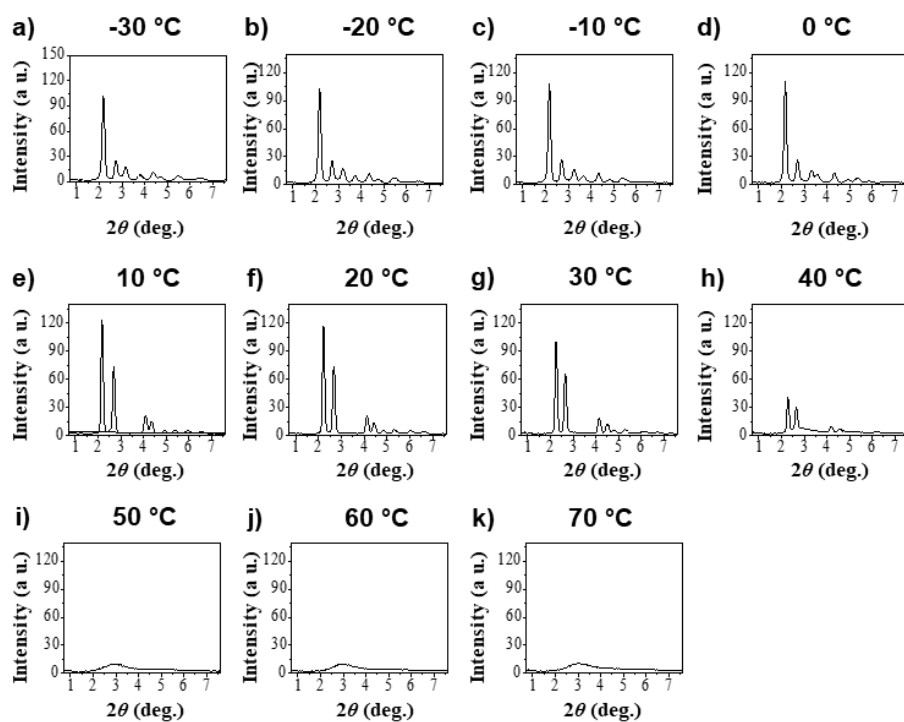 a) -30 °C b) -20 °C c) -10 °C d) 0 °C
Intensity (a u.) 150 120 90 60 30 0
1 2 3 4 5 6 7
2θ (deg.)
Intensity (a u.) 120 90 60 30 0
1 2 3 4 5 6 7
2θ (deg.)
Intensity (a u.) 120 90 60 30 0
1 2 3 4 5 6 7
2θ (deg.)
Intensity (a u.) 120 90 60 30 0
1 2 3 4 5 6 7
2θ (deg.)
e) 10 °C f) 20 °C g) 30 °C h) 40 °C
Intensity (a u.) 120 90 60 30 0
1 2 3 4 5 6 7
2θ (deg.)
Intensity (a u.) 120 90 60 30 0
1 2 3 4 5 6 7
2θ (deg.)
Intensity (a u.) 120 90 60 30 0
1 2 3 4 5 6 7
2θ (deg.)
Intensity (a u.) 120 90 60 30 0
1 2 3 4 5 6 7
2θ (deg.)
i) 50 °C j) 60 °C k) 70 °C
Intensity (a u.) 120 90 60 30 0
1 2 3 4 5 6 7
2θ (deg.)
Intensity (a u.) 120 90 60 30 0
1 2 3 4 5 6 7
2θ (deg.)
Intensity (a u.) 120 90 60 30 0
1 2 3 4 5 6 7
2θ (deg.)